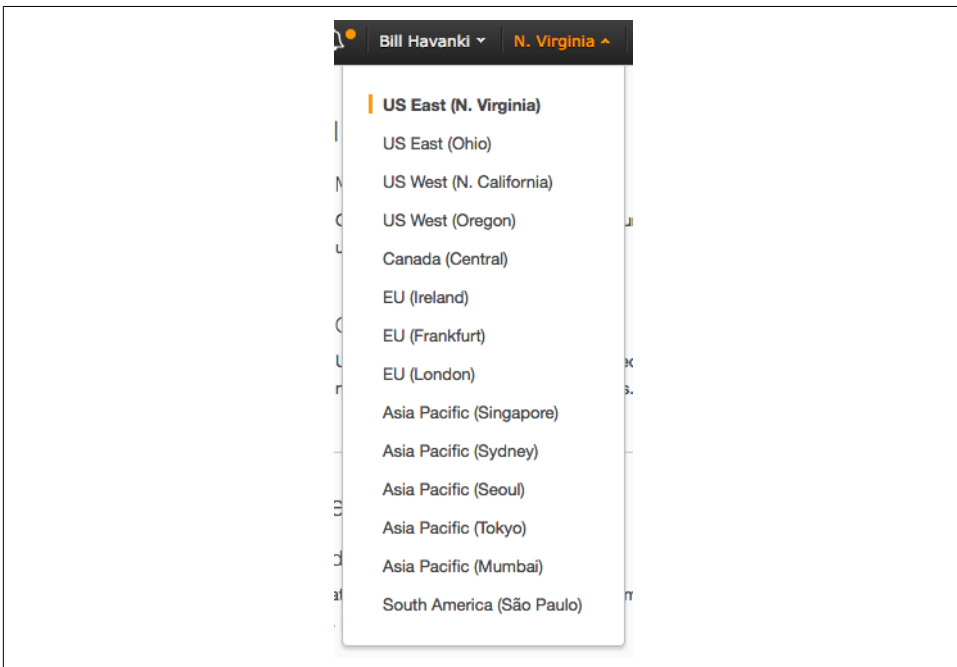 Bill Havanki N. Virginia
US East (N. Virginia)
US East (Ohio)
US West (N. California)
US West (Oregon)
Canada (Central)
EU (Ireland)
EU (Frankfurt)
EU (London)
Asia Pacific (Singapore)
Asia Pacific (Sydney)
Asia Pacific (Seoul)
Asia Pacific (Tokyo)
Asia Pacific (Mumbai)
South America (São Paulo)